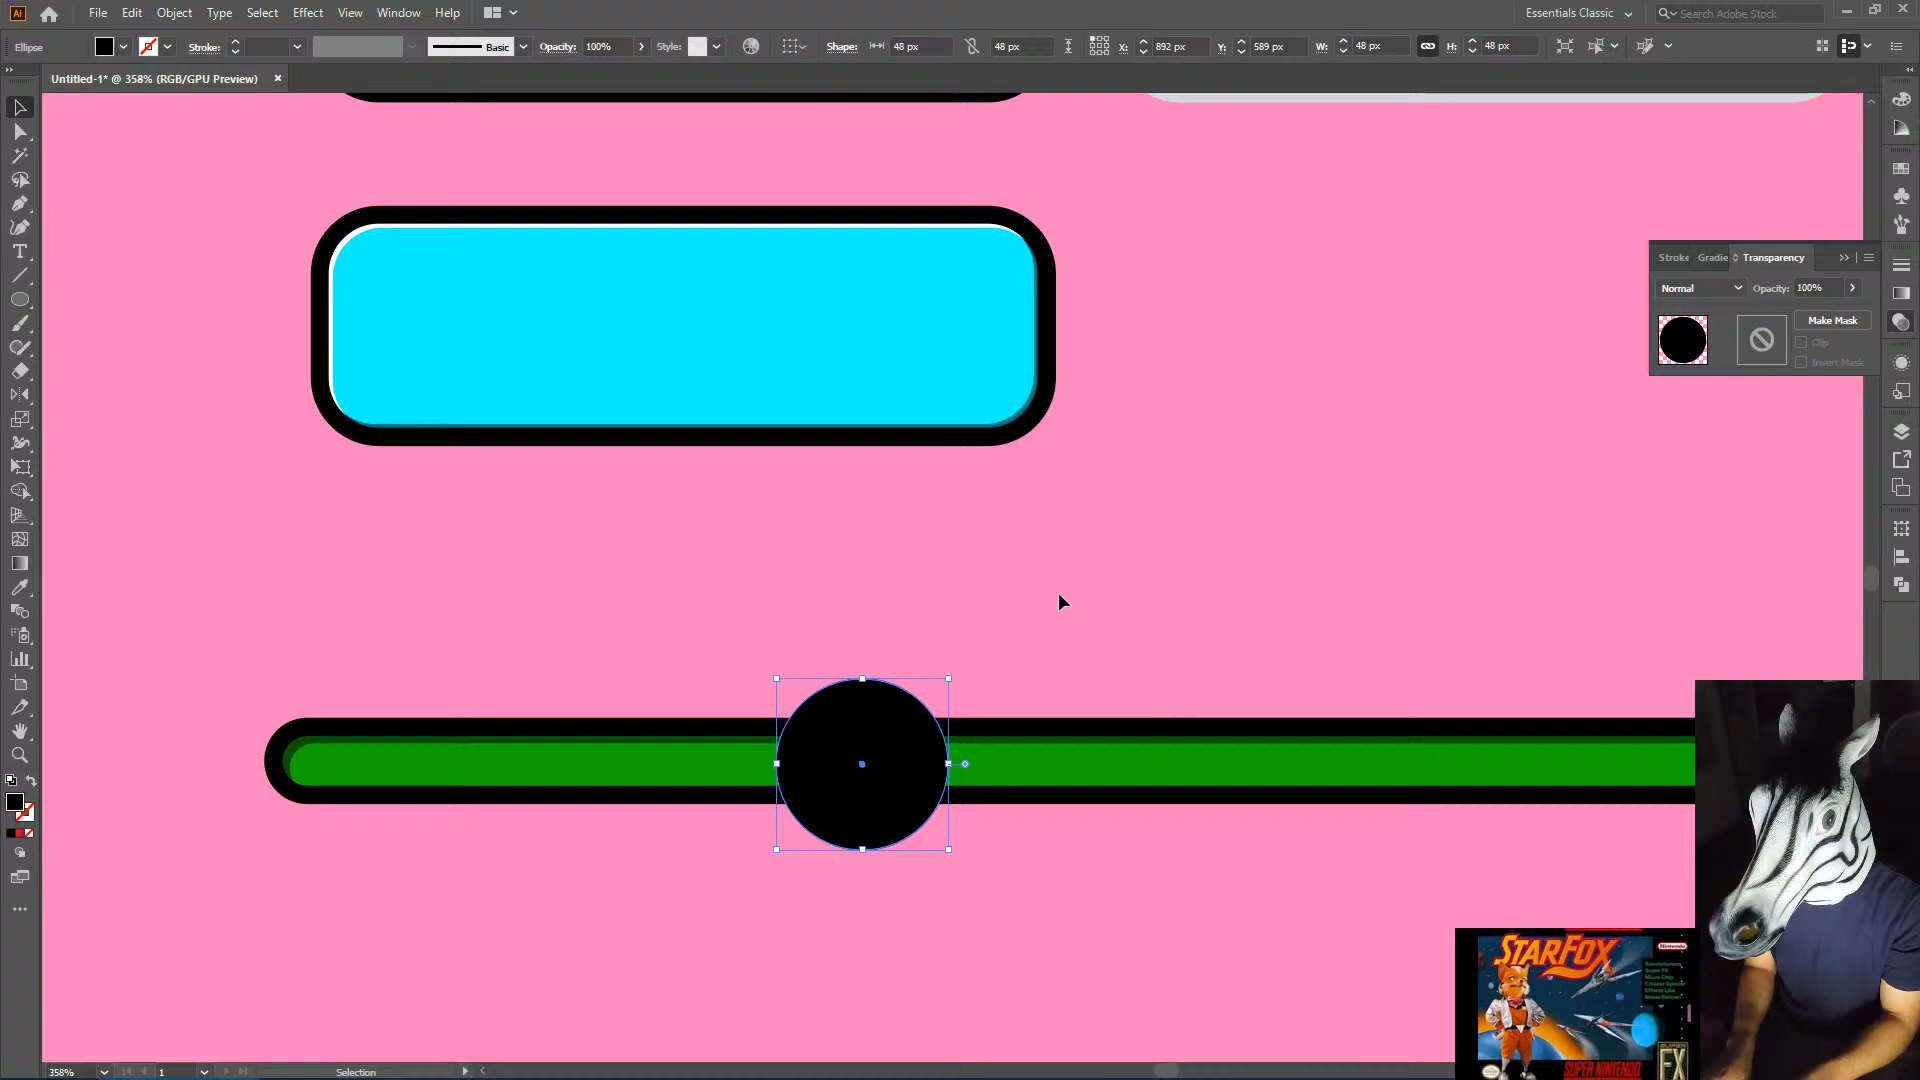 Ai File Edit Object Type Select Effect View Window Help Essentials Classic Search Adobe Stock
Ellipse Stroke: Basic Opacity: 100% Style: Shape: 48 px 48 px X: 892 px Y: 589 px W: 48 px H: 48 px
Untitled-1* @ 358% (RGB/GPU Preview)
Stroke Gradie Transparency
Normal Opacity: 100%
Make Mask
Clip
Invert Mask
STARFOX
Nintendo
FX
SUPER NINTENDO
358% 1 Selection